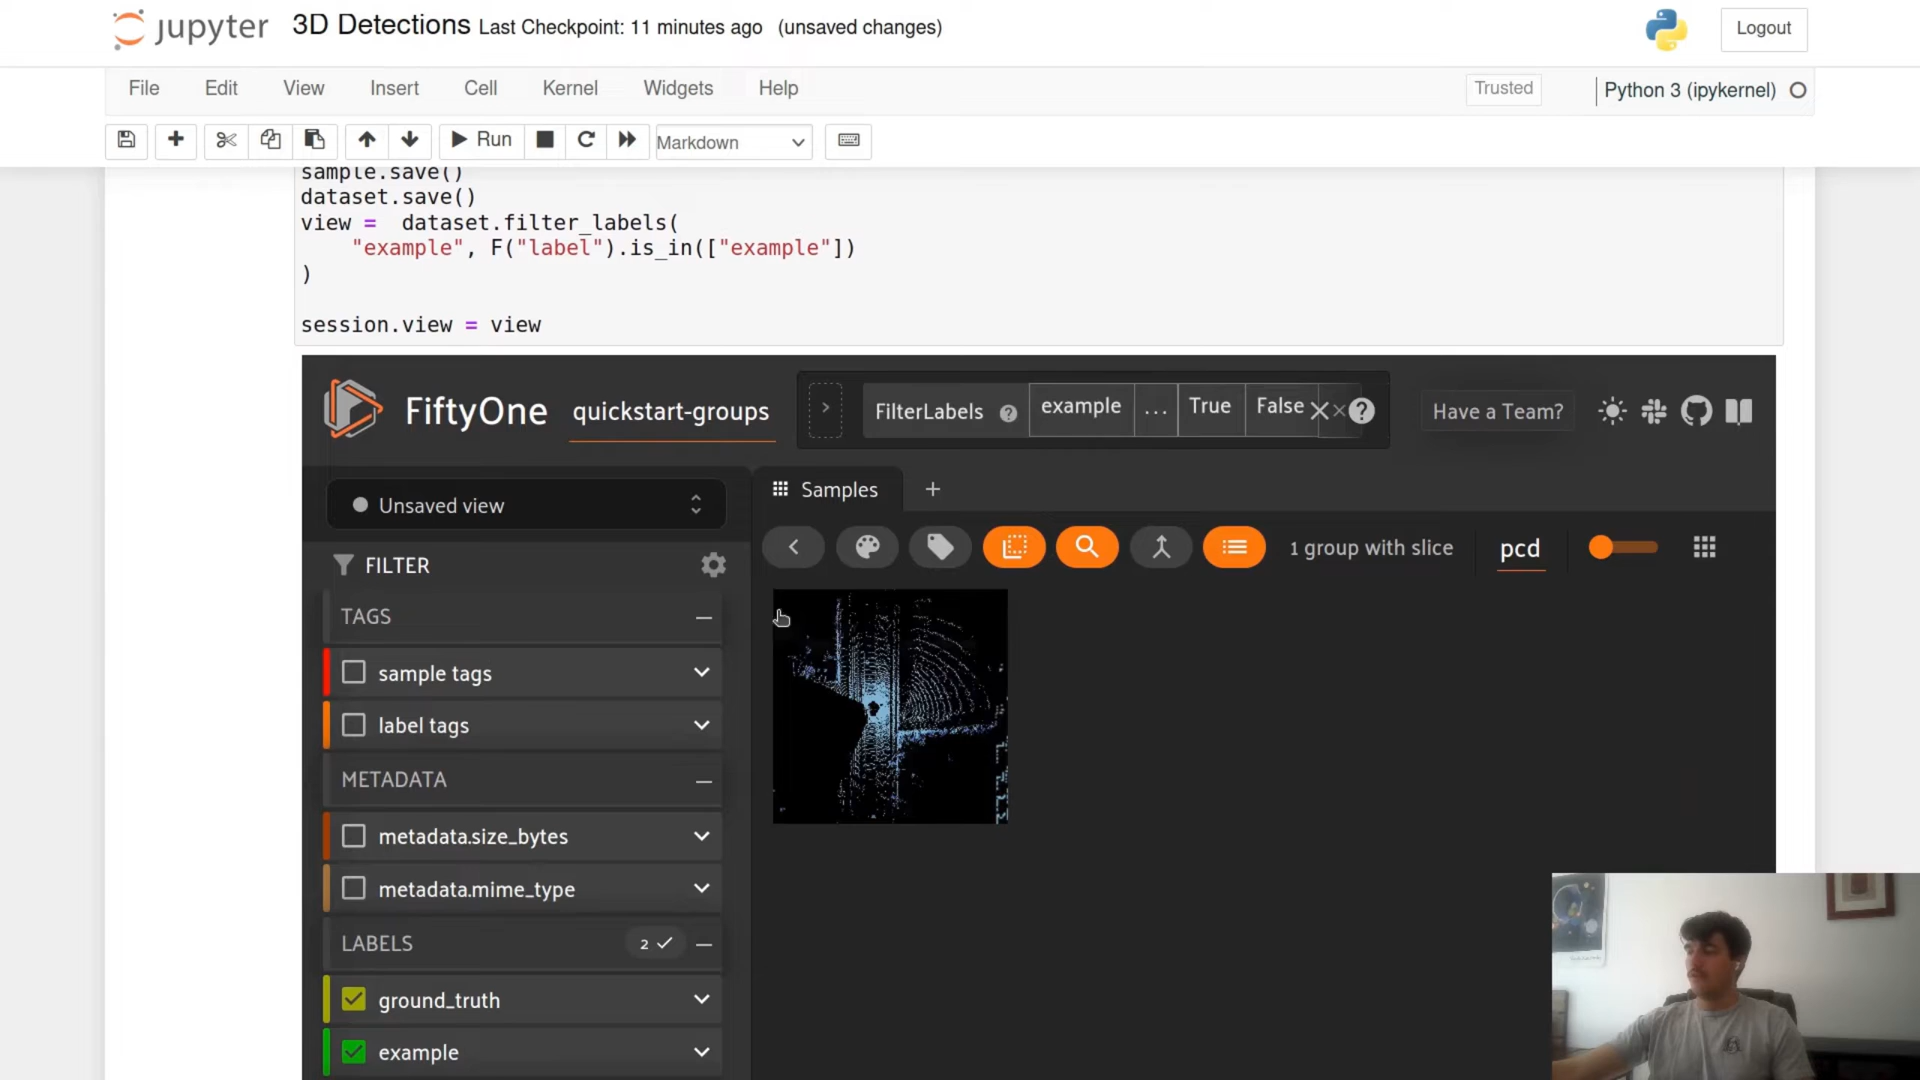 jupyter 3D Detections Last Checkpoint: 11 minutes ago (unsaved changes) Logout
File Edit View Insert Cell Kernel Widgets Help Trusted Python 3 (ipykernel)
Run Markdown
sample.save()
dataset.save()
view = dataset.filter_labels(
"example", F("label").is_in(["example"])
)
session.view = view
FiftyOne quickstart-groups FilterLabels ? example ... True False ? Have a Team?
Unsaved view
Samples +
1 group with slice pcd
FILTER
TAGS
sample tags
label tags
METADATA
metadata.size_bytes
metadata.mime_type
LABELS 2
ground_truth
example